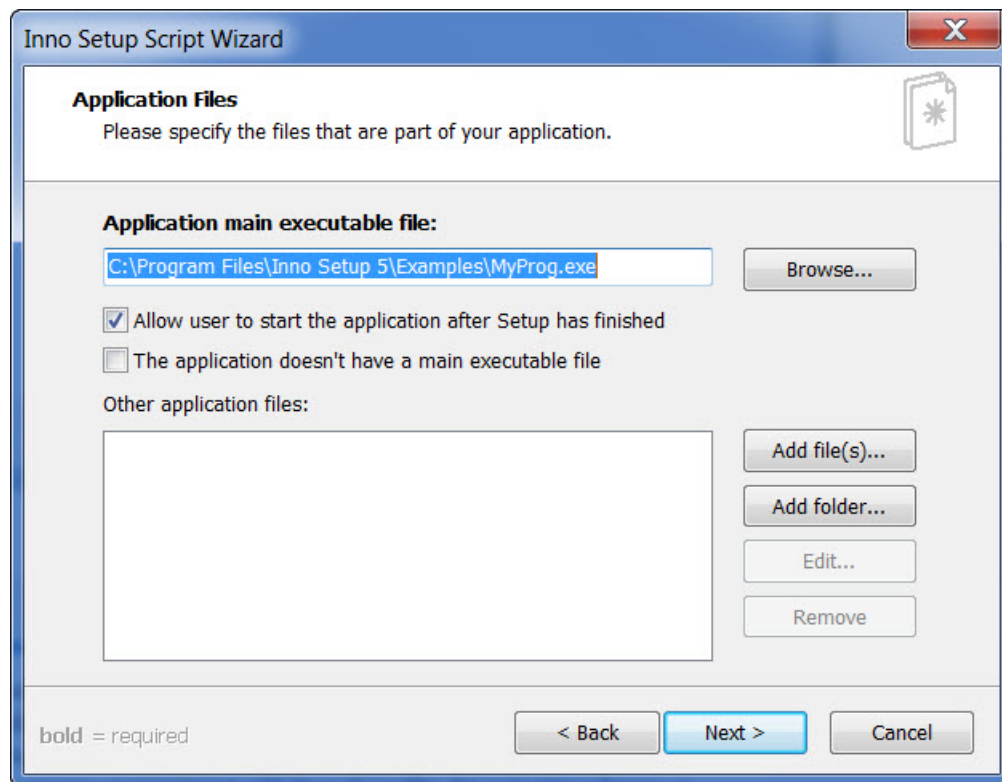 Inno Setup Script Wizard
Application Files
Please specify the files that are part of your application.
Application main executable file:
C:\Program Files\Inno Setup 5\Examples\MyProg.exe
Browse...
Allow user to start the application after Setup has finished
The application doesn't have a main executable file
Other application files:
Add file(s)...
Add folder...
Edit...
Remove
bold = required
< Back
Next >
Cancel